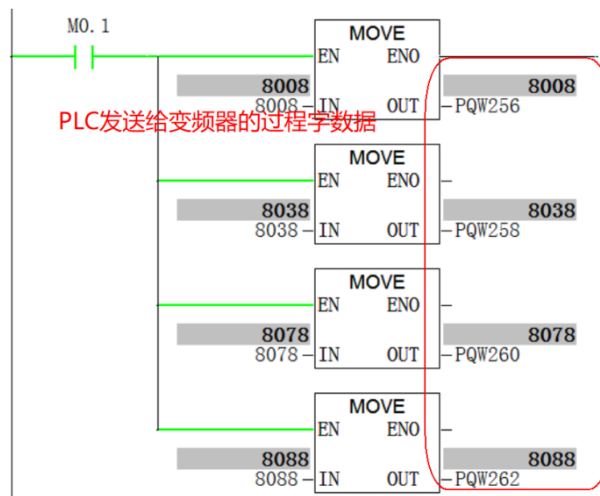 M0.1
MOVE
EN ENO
8008 8008
8008 IN OUT PQW256
PLC发送给变频器的过程字数据
MOVE
EN ENO
8038 8038
8038 IN OUT PQW258
MOVE
EN ENO
8078 8078
8078 IN OUT PQW260
MOVE
EN ENO
8088 8088
8088 IN OUT PQW262